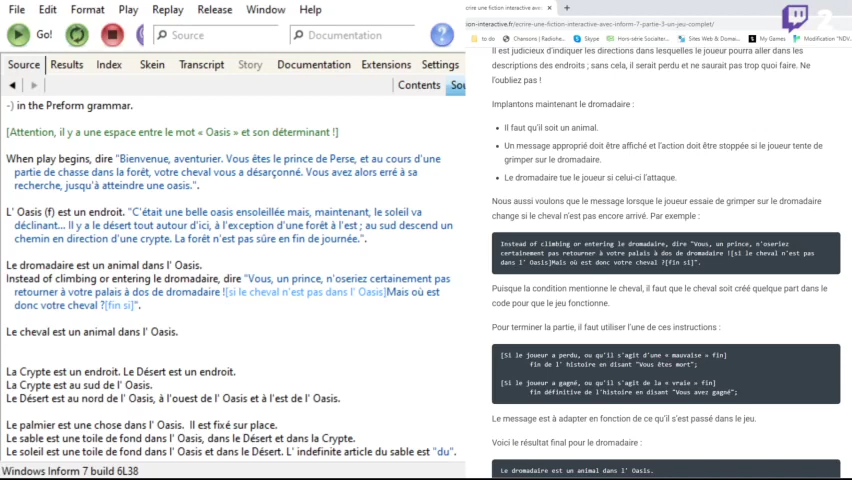 File Edit Format Play Replay Release Window Help
Go! Source Documentation ?
Source Results Index Skein Transcript Story Documentation Extensions Settings
Contents
-) in the Preform grammar.
[Attention, il y a une espace entre le mot « Oasis » et son déterminant !]
When play begins, dire "Bienvenue, aventurier. Vous êtes le prince de Perse, et au cours d'une
partie de chasse dans la forêt, votre cheval vous a désarçonné. Vous avez alors erré à sa
recherche, jusqu'à atteindre une oasis.".
L' Oasis (f) est un endroit. "C'était une belle oasis ensoleillée mais, maintenant, le soleil va
déclinant... Il y a le désert tout autour d'ici, à l'exception d'une forêt à l'est ; au sud descend un
chemin en direction d'une crypte. La forêt n'est pas sûre en fin de journée.".
Le dromadaire est un animal dans l' Oasis.
Instead of climbing or entering le dromadaire, dire "Vous, un prince, n'oseriez certainement pas
retourner à votre palais à dos de dromadaire ![si le cheval n'est pas dans l' Oasis]Mais où est
donc votre cheval ?[fin si]".
Le cheval est un animal dans l' Oasis.
La Crypte est un endroit. Le Désert est un endroit.
La Crypte est au sud de l' Oasis.
Le Désert est au nord de l' Oasis, à l'ouest de l' Oasis et à l'est de l' Oasis.
Le palmier est une chose dans l' Oasis. Il est fixé sur place.
Le sable est une toile de fond dans l' Oasis, dans le Désert et dans la Crypte.
Le soleil est une toile de fond dans l' Oasis et dans le Désert. L' indefinite article du sable est "du".
Windows Inform 7 build 6L38
crire une fiction interactive avec in
ion-interactive.fr/ecrire-une-fiction-interactive-avec-inform-7-partie-3-un-jeu-complet/
to do Chansons | Radiohe... Skype Hors-série Socialter... Sites Web & Domai... My Games Modification "NDV...
2
Il est judicieux d'indiquer les directions dans lesquelles le joueur pourra aller dans les
descriptions des endroits ; sans cela, il serait perdu et ne saurait pas trop quoi faire. Ne
l'oubliez pas !
Implantons maintenant le dromadaire :
• Il faut qu'il soit un animal.
• Un message approprié doit être affiché et l'action doit être stoppée si le joueur tente de
grimper sur le dromadaire.
• Le dromadaire tue le joueur si celui-ci l'attaque.
Nous aussi voulons que le message lorsque le joueur essaie de grimper sur le dromadaire
change si le cheval n'est pas encore arrivé. Par exemple :
Instead of climbing or entering le dromadaire, dire "Vous, un prince, n'oseriez
certainement pas retourner à votre palais à dos de dromadaire ![si le cheval n'est pas
dans l' Oasis]Mais où est donc votre cheval ?[fin si]".
Puisque la condition mentionne le cheval, il faut que le cheval soit créé quelque part dans le
code pour que le jeu fonctionne.
Pour terminer la partie, il faut utiliser l'une de ces instructions :
[Si le joueur a perdu, ou qu'il s'agit d'une « mauvaise » fin]
fin de l' histoire en disant "Vous êtes mort";
[Si le joueur a gagné, ou qu'il s'agit de la « vraie » fin]
fin définitive de l'histoire en disant "Vous avez gagné";
Le message est à adapter en fonction de ce qu'il s'est passé dans le jeu.
Voici le résultat final pour le dromadaire :
Le dromadaire est un animal dans l' Oasis.